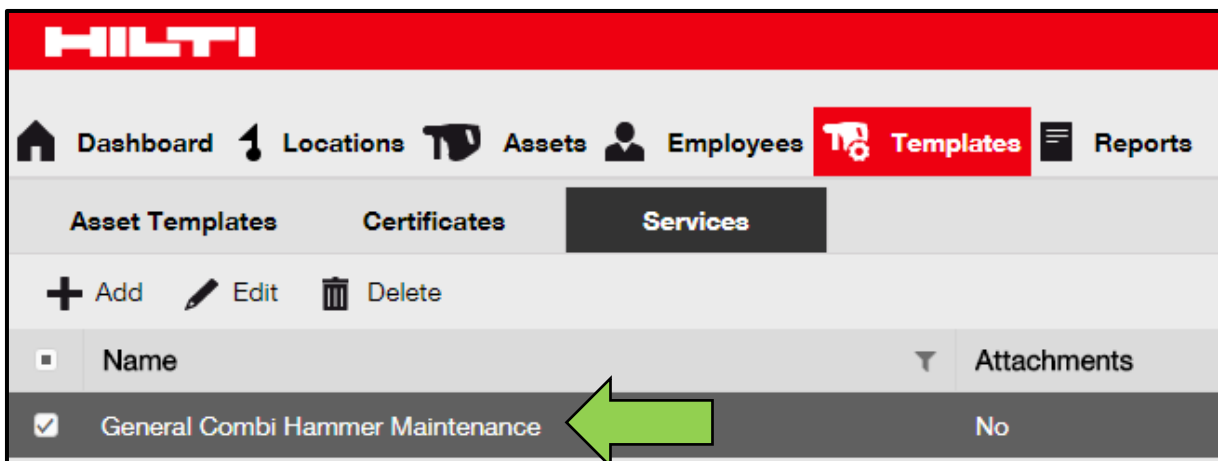 HILTI
Dashboard Locations Assets Employees Templates Reports
Asset Templates Certificates Services
Add Edit Delete
Name Attachments
General Combi Hammer Maintenance No